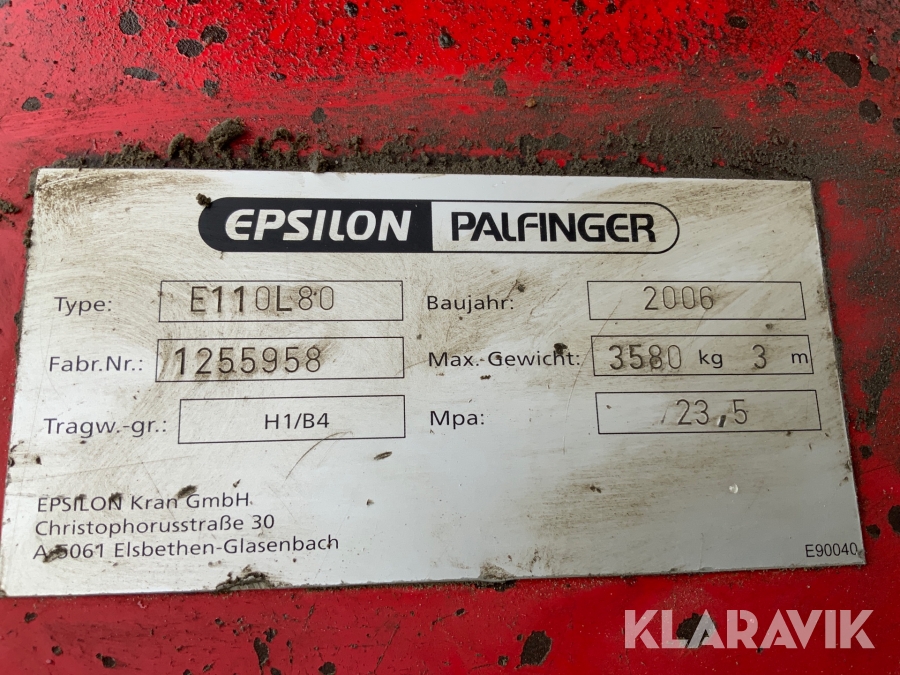 EPSILON PALFINGER
Type: E110L80 Baujahr: 2006
Fabr.Nr.: 1255958 Max.-Gewicht: 3580 kg 3 m
Tragw.-gr.: H1/B4 Mpa: 23,5
EPSILON Kran GmbH
Christophorusstraße 30
A-5061 Elsbethen-Glasenbach
E90040
KLARAVIK